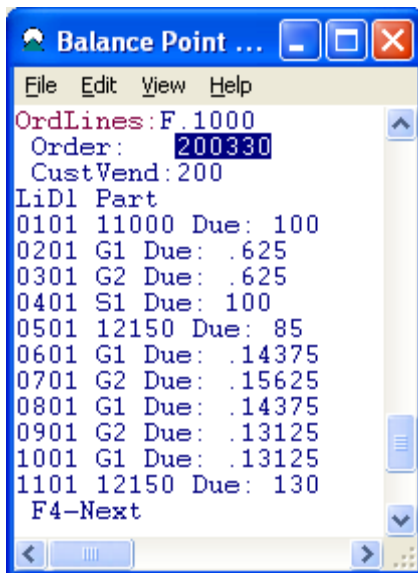 Balance Point ...
File Edit View Help
OrdLines:F.1000
Order: 200330
CustVend:200
LiDl Part
0101 11000 Due: 100
0201 G1 Due: .625
0301 G2 Due: .625
0401 S1 Due: 100
0501 12150 Due: 85
0601 G1 Due: .14375
0701 G2 Due: .15625
0801 G1 Due: .14375
0901 G2 Due: .13125
1001 G1 Due: .13125
1101 12150 Due: 130
F4-Next